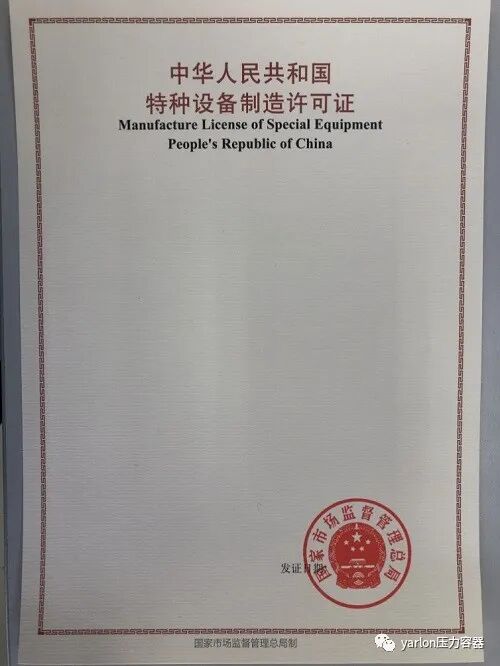 中华人民共和国
特种设备制造许可证
Manufacture License of Special Equipment
People's Republic of China
国家市场监督管理总局
发证日期:
国家市场监督管理总局制
yarlon压力容器